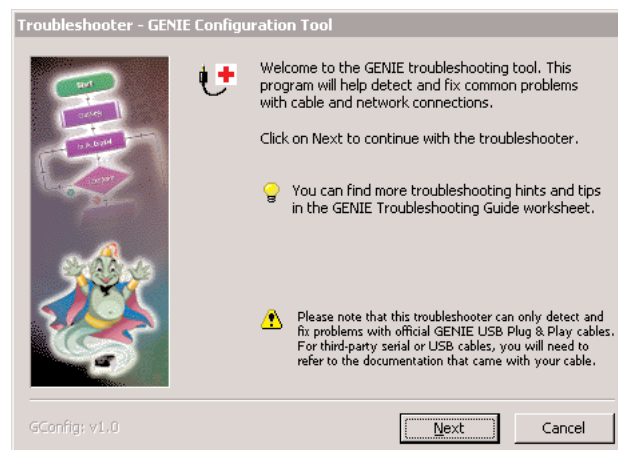 Troubleshooter - GENIE Configuration Tool
Start
Welcome to the GENIE troubleshooting tool. This
program will help detect and fix common problems
with cable and network connections.
Click on Next to continue with the troubleshooter.
You can find more troubleshooting hints and tips
in the GENIE Troubleshooting Guide worksheet.
Please note that this troubleshooter can only detect and
fix problems with official GENIE USB Plug & Play cables.
For third-party serial or USB cables, you will need to
refer to the documentation that came with your cable.
GConfig: v1.0
Next
Cancel